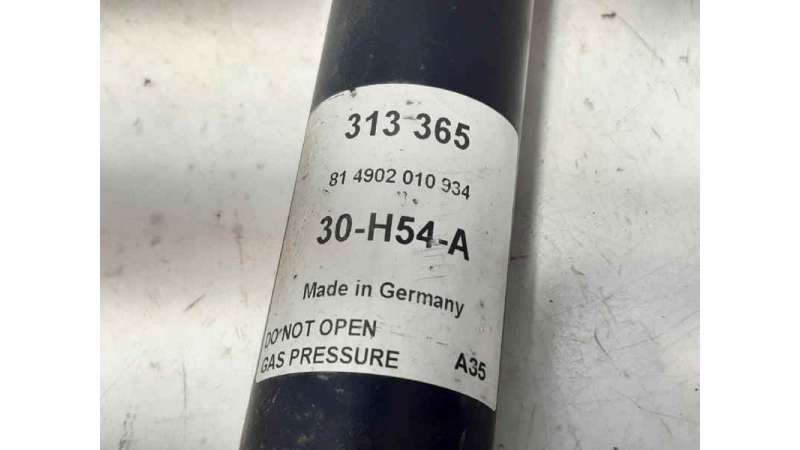 313 365
81 4902 010 934
30-H54-A
Made in Germany
DO NOT OPEN
GAS PRESSURE A35